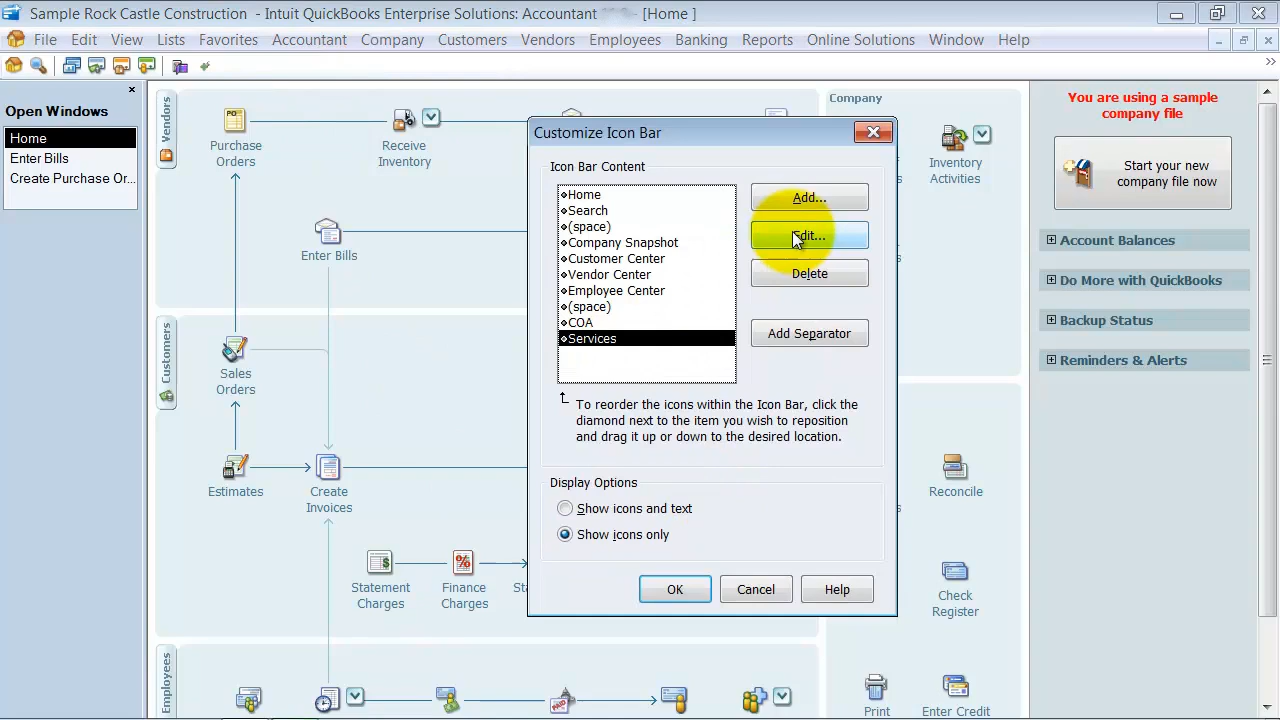 Sample Rock Castle Construction - Intuit QuickBooks Enterprise Solutions: Accountant - [Home ]
File Edit View Lists Favorites Accountant Company Customers Vendors Employees Banking Reports Online Solutions Window Help
Open Windows
Home
Enter Bills
Create Purchase Or...
Vendors
Purchase
Orders
Receive
Inventory
Enter Bills
Customers
Sales
Orders
Estimates
Create
Invoices
Statement
Charges
Finance
Charges
Employees
Customize Icon Bar
Icon Bar Content
Home
Search
(space)
Company Snapshot
Customer Center
Vendor Center
Employee Center
(space)
COA
Services
Add...
Edit...
Delete
Add Separator
To reorder the icons within the Icon Bar, click the
diamond next to the item you wish to reposition
and drag it up or down to the desired location.
Display Options
Show icons and text
Show icons only
OK Cancel Help
Company
Inventory
Activities
Reconcile
Check
Register
Print
Enter Credit
You are using a sample
company file
Start your new
company file now
Account Balances
Do More with QuickBooks
Backup Status
Reminders & Alerts